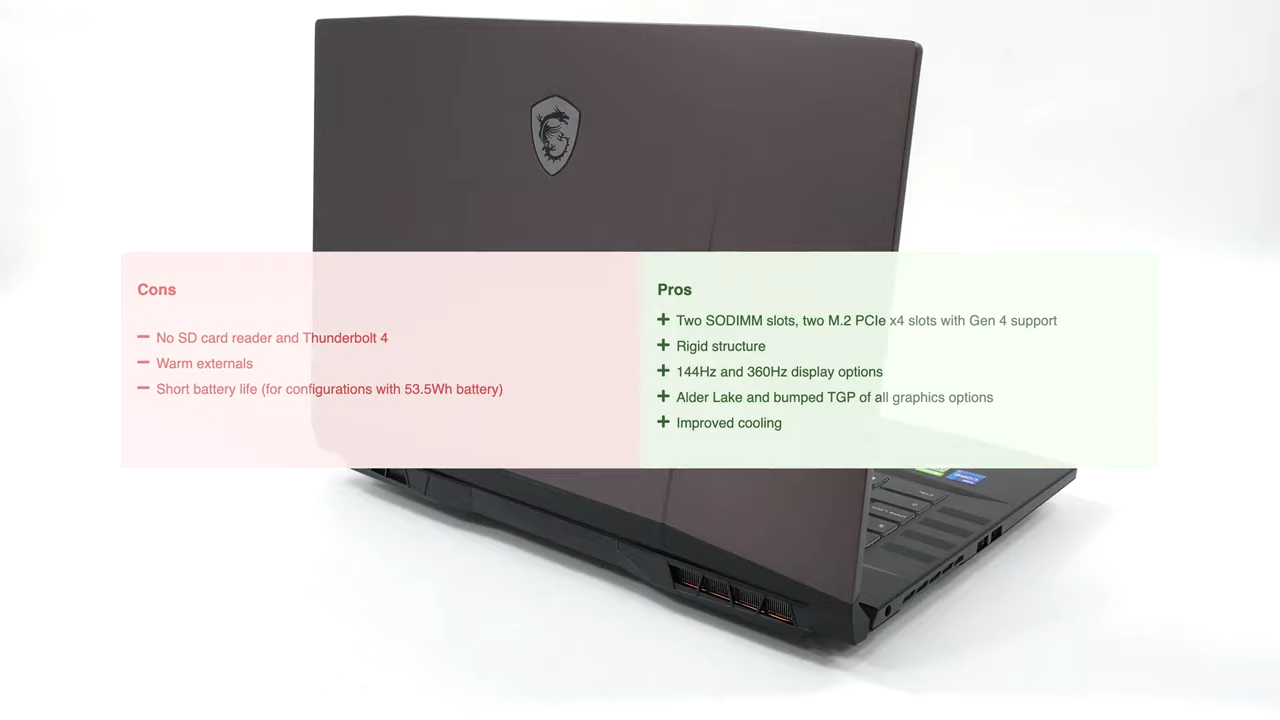 Cons
No SD card reader and Thunderbolt 4
Warm externals
Short battery life (for configurations with 53.5Wh battery)
Pros
Two SODIMM slots, two M.2 PCIe x4 slots with Gen 4 support
Rigid structure
144Hz and 360Hz display options
Alder Lake and bumped TGP of all graphics options
Improved cooling